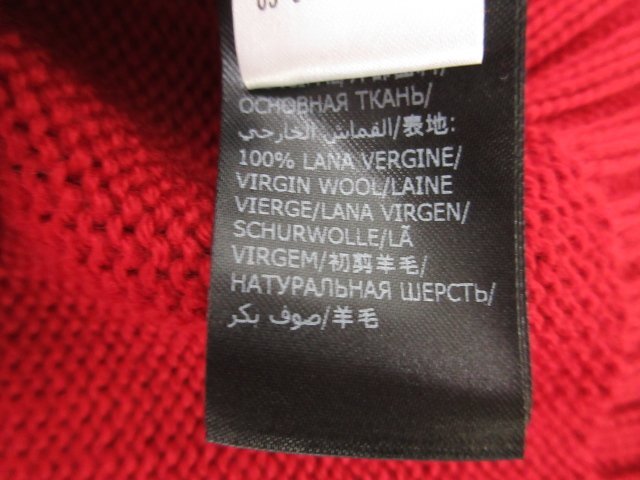 ОСНОВНАЯ ТКАНЬ/
القماش الخارجي/表地:
100% LANA VERGINE/
VIRGIN WOOL/LAINE
VIERGE/LANA VIRGEN/
SCHURWOLLE/LÃ
VIRGEM/初剪羊毛/
НАТУРАЛЬНАЯ ШЕРСТЬ/
صوف بكر/羊毛